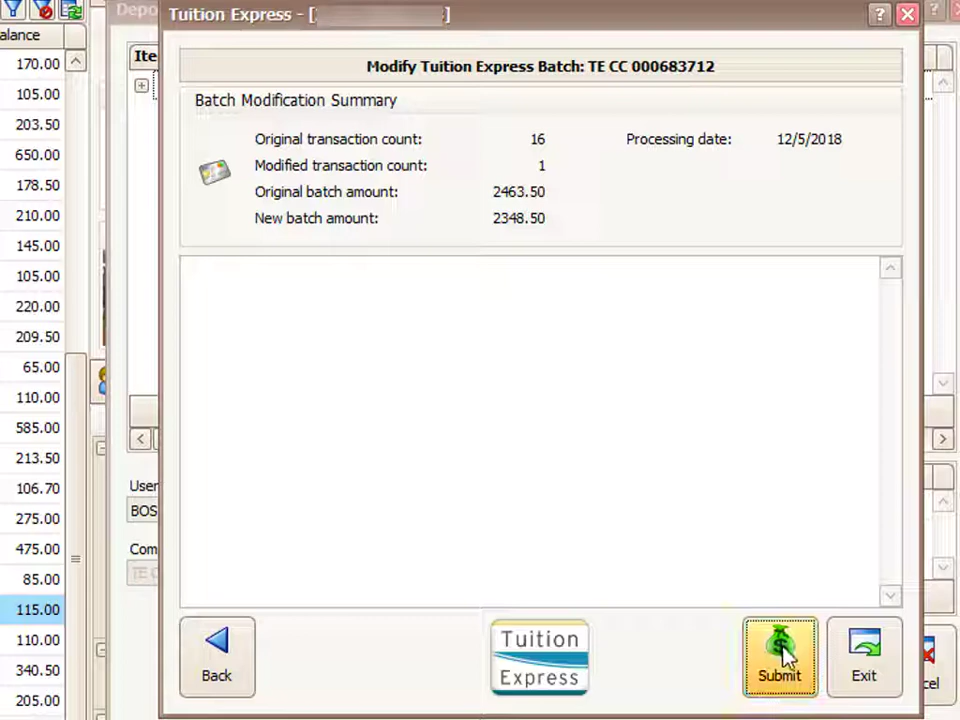 Tuition Express - [ ]
Depo
alance
Ite
170.00
105.00
203.50
650.00
178.50
210.00
145.00
105.00
220.00
209.50
65.00
110.00
585.00
213.50
106.70
275.00
475.00
85.00
115.00
110.00
340.50
205.00
Modify Tuition Express Batch: TE CC 000683712
Batch Modification Summary
Original transaction count: 16 Processing date: 12/5/2018
Modified transaction count: 1
Original batch amount: 2463.50
New batch amount: 2348.50
User
BOS
Com
TE C
Back
Tuition
Express
Submit
Exit
cel